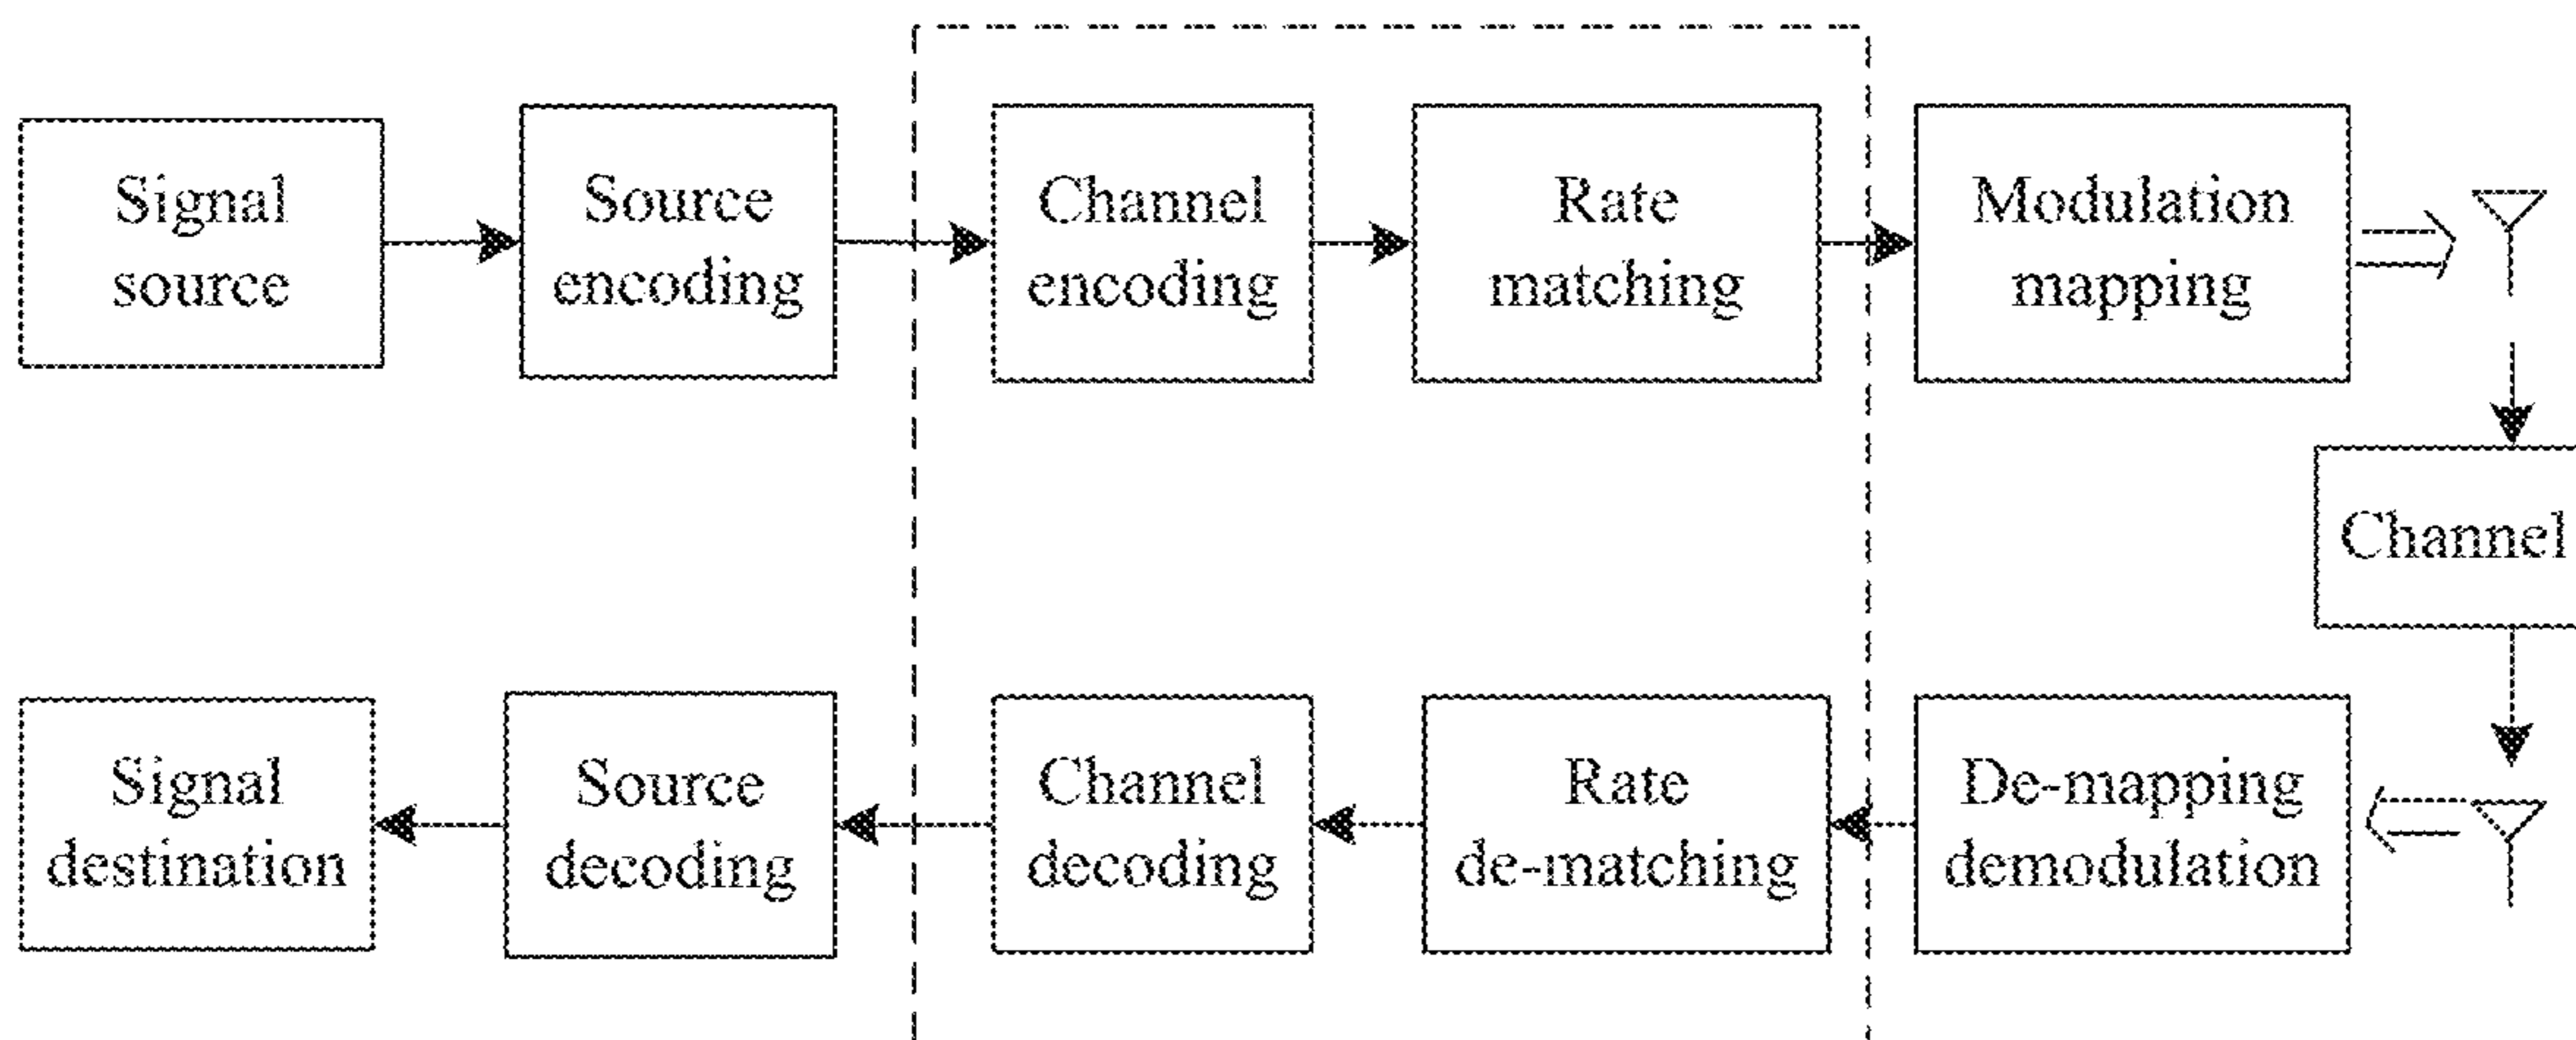 Signal
source
Source
encoding
Channel
encoding
Rate
matching
Modulation
mapping
Channel
Signal
destination
Source
decoding
Channel
decoding
Rate
de-matching
De-mapping
demodulation